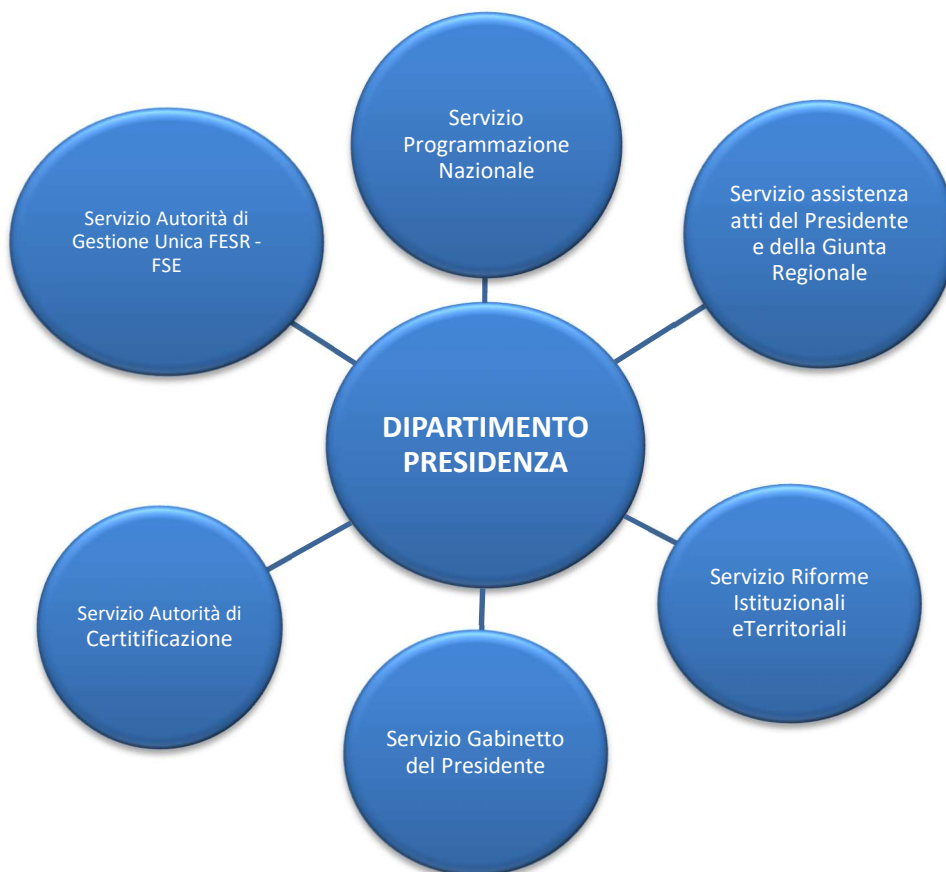 Servizio
Programmazione
Nazionale
Servizio assistenza
atti del Presidente
e della Giunta
Regionale
Servizio Autorità di
Gestione Unica FESR -
FSE
DIPARTIMENTO
PRESIDENZA
Servizio Riforme
Istituzionali
eTerritoriali
Servizio Autorità di
Certitificazione
Servizio Gabinetto
del Presidente